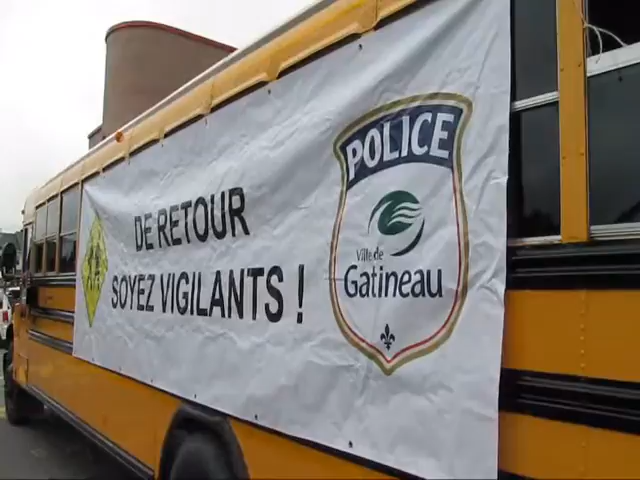 DE RETOUR
SOYEZ VIGILANTS !
POLICE
Ville de
Gatineau